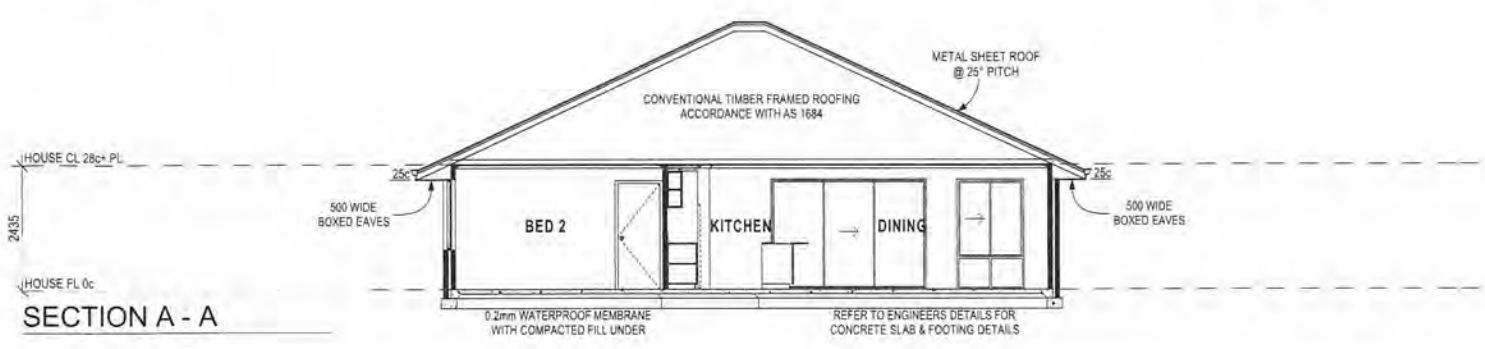 METAL SHEET ROOF
@ 25° PITCH
CONVENTIONAL TIMBER FRAMED ROOFING
ACCORDANCE WITH AS 1684
HOUSE CL 28c+ PL
25c
25c
500 WIDE
BOXED EAVES
500 WIDE
BOXED EAVES
2435
BED 2
KITCHEN
DINING
HOUSE FL 0c
SECTION A - A
0.2mm WATERPROOF MEMBRANE
WITH COMPACTED FILL UNDER
REFER TO ENGINEERS DETAILS FOR
CONCRETE SLAB & FOOTING DETAILS